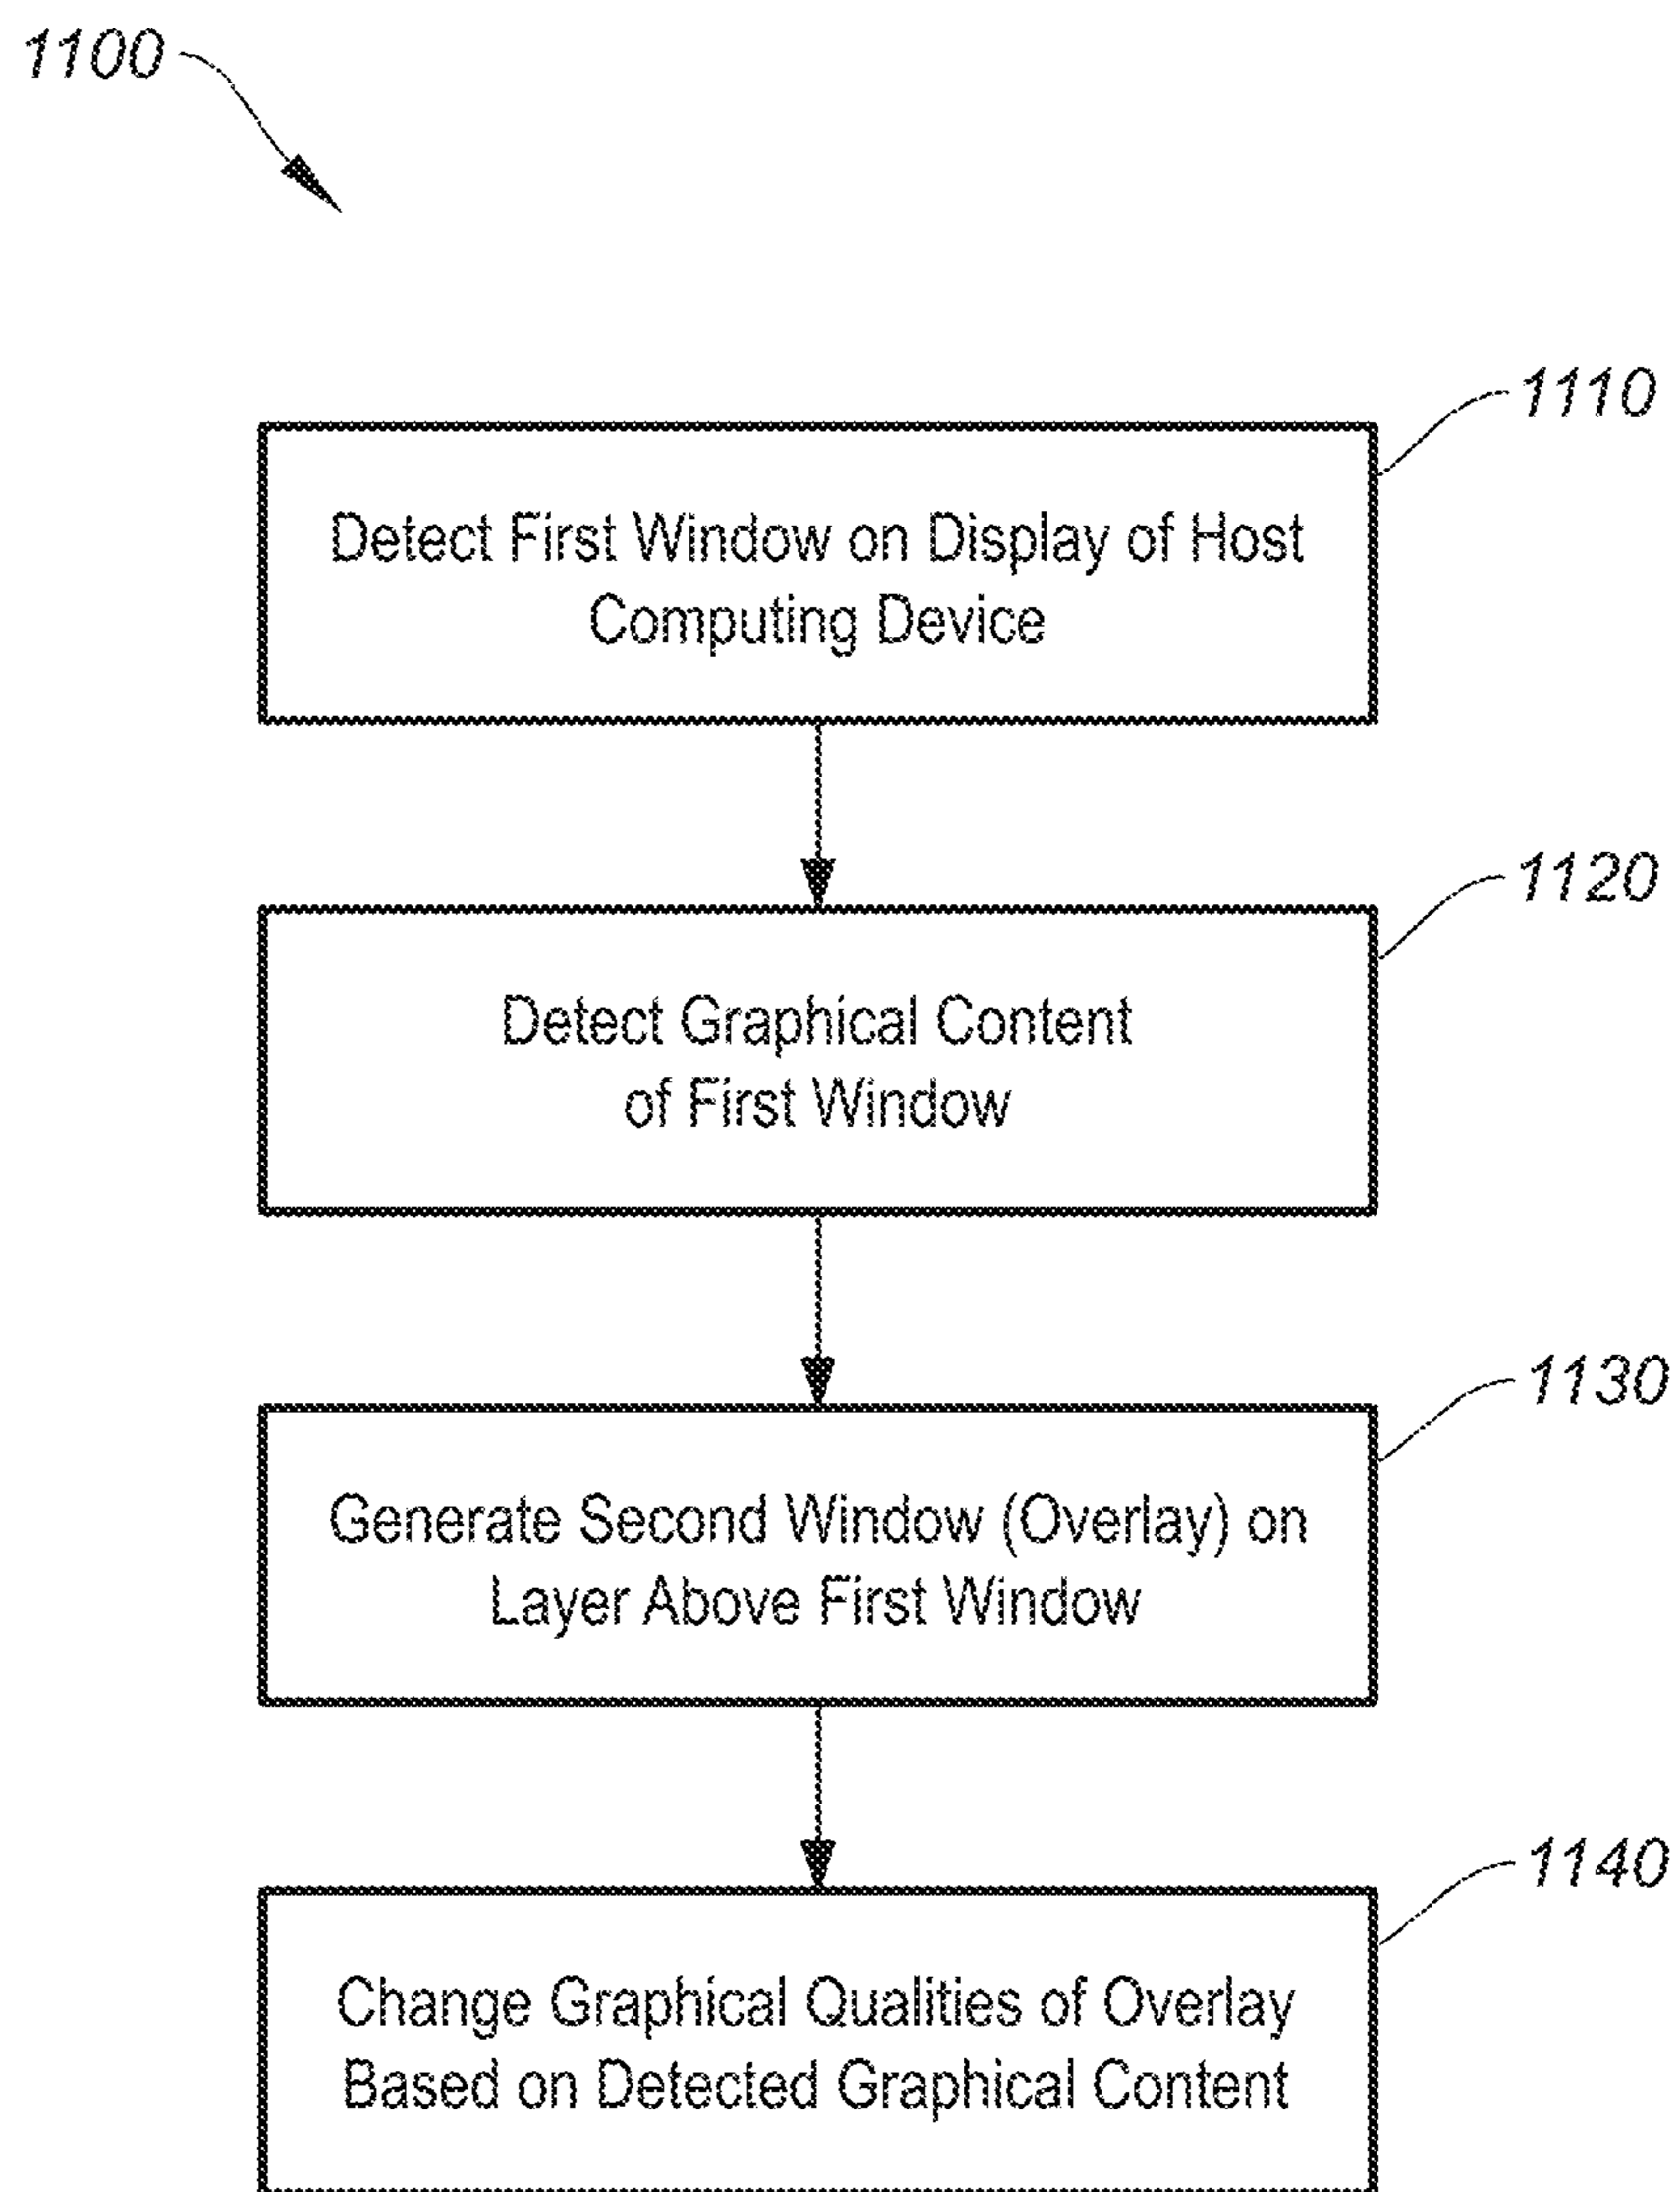 1100
1110
Detect First Window on Display of Host
Computing Device
1120
Detect Graphical Content
of First Window
1130
Generate Second Window (Overlay) on
Layer Above First Window
1140
Change Graphical Qualities of Overlay
Based on Detected Graphical Content